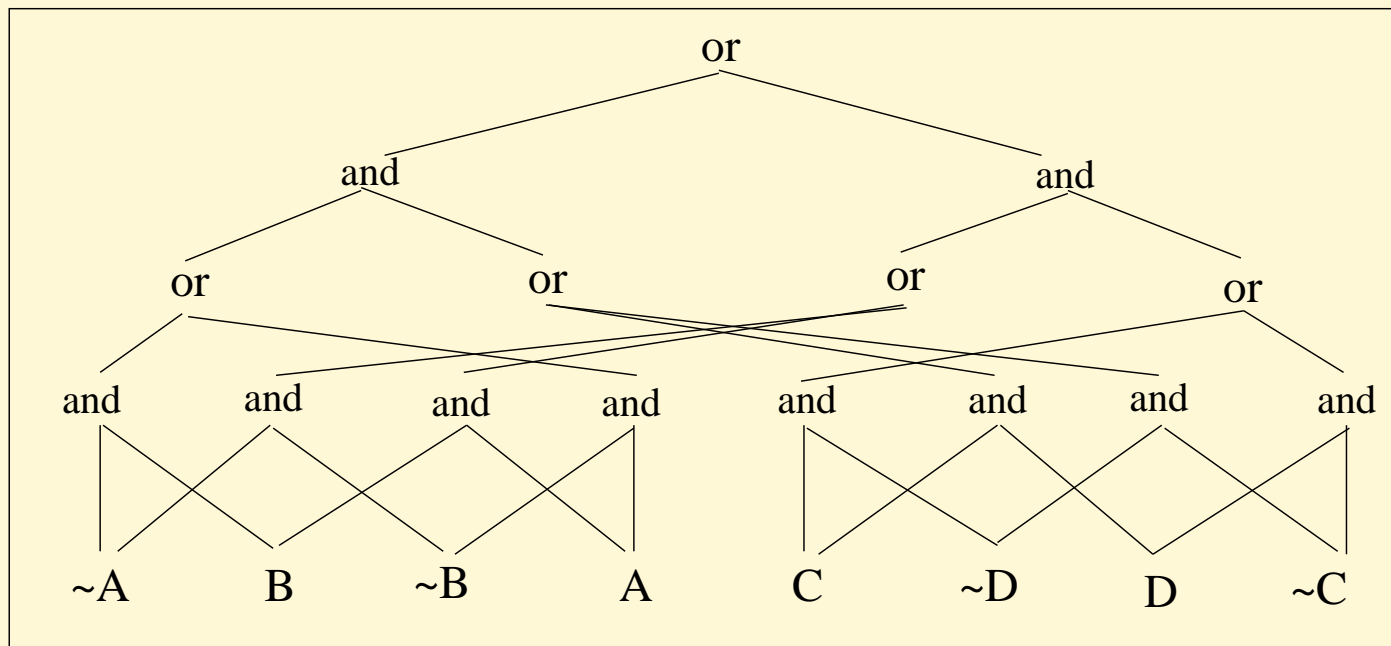 or
and and
or or or or
and and and and and and and and
~A B ~B A C ~D D ~C